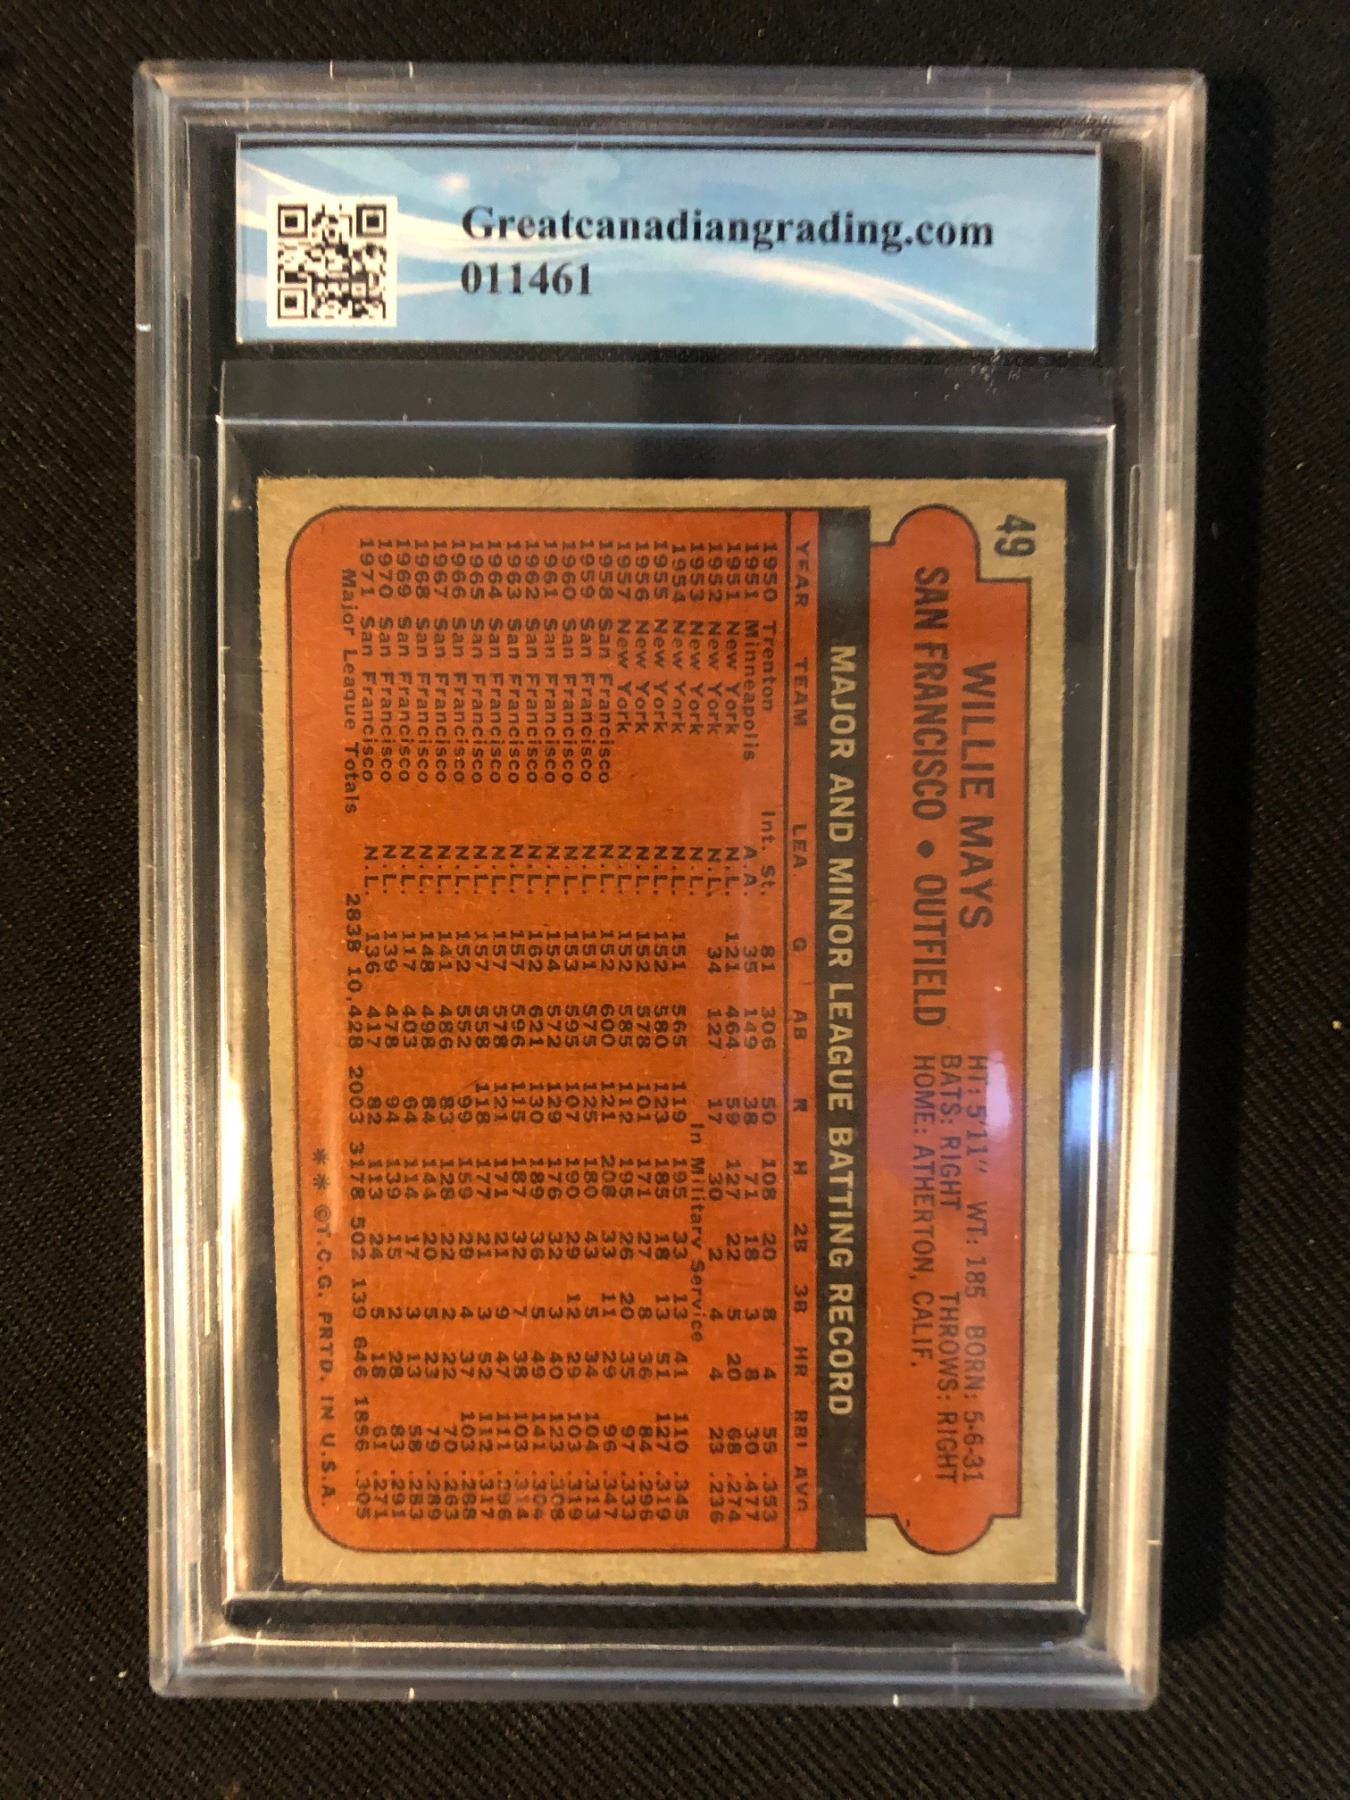 Greatcanadiangrading.com
011461
49
WILLIE MAYS
SAN FRANCISCO • OUTFIELD
HT: 5'11" WT: 185 BORN: 5-6-31
BATS: RIGHT THROWS: RIGHT
HOME: ATHERTON, CALIF.
MAJOR AND MINOR LEAGUE BATTING RECORD
YEAR TEAM LEA. G AB R H 2B 3B HR RBI AVG
1950 Trenton Int. St. 81 306 50 108 20 8 4 55 .353
1951 Minneapolis A.A. 35 149 38 71 18 3 8 30 .477
1951 New York N.L. 121 464 59 127 22 5 20 68 .274
1952 New York N.L. 34 127 17 30 2 4 4 23 .236
1953 New York N.L. In Military Service
1954 New York N.L. 151 565 119 195 33 13 41 110 .345
1955 New York N.L. 152 580 123 185 18 13 51 127 .319
1956 New York N.L. 152 578 101 171 27 8 36 84 .296
1957 New York N.L. 152 585 112 195 26 20 35 97 .333
1958 San Francisco N.L. 152 600 121 208 33 11 29 96 .347
1959 San Francisco N.L. 151 575 125 180 43 5 34 104 .313
1960 San Francisco N.L. 153 595 107 190 29 12 29 103 .319
1961 San Francisco N.L. 154 572 129 176 32 3 40 123 .308
1962 San Francisco N.L. 162 621 130 189 36 5 49 141 .304
1963 San Francisco N.L. 157 596 115 187 32 7 38 103 .314
1964 San Francisco N.L. 157 578 121 171 21 9 47 111 .296
1965 San Francisco N.L. 157 558 118 177 21 3 52 112 .317
1966 San Francisco N.L. 152 552 99 159 29 4 37 103 .288
1967 San Francisco N.L. 141 486 83 128 22 2 22 70 .263
1968 San Francisco N.L. 148 498 84 144 20 5 23 79 .289
1969 San Francisco N.L. 117 403 64 114 17 3 13 58 .283
1970 San Francisco N.L. 139 478 94 139 15 2 28 83 .291
1971 San Francisco N.L. 136 417 82 113 24 5 18 61 .271
Major League Totals 2838 10,428 2003 3178 502 139 646 1856 .305
* * ©T.C.G. PRTD. IN U.S.A.